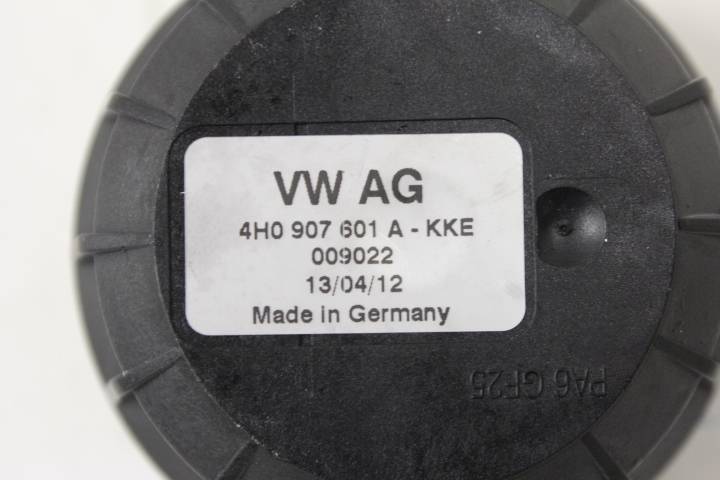 VW AG
4H0 907 601 A - KKE
009022
13/04/12
Made in Germany
PA6 GF25